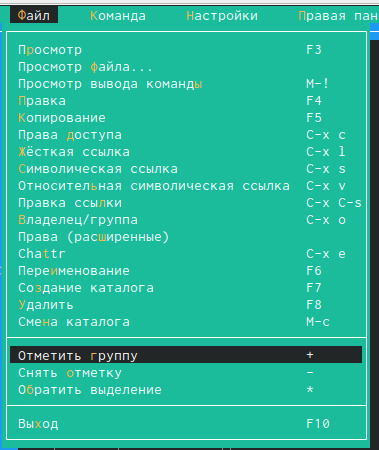 Файл Команда Настройки Правая пан
Просмотр F3
Просмотр файла...
Просмотр вывода команды M-!
Правка F4
Копирование F5
Права доступа C-x c
Жёсткая ссылка C-x l
Символическая ссылка C-x s
Относительная символическая ссылка C-x v
Правка ссылки C-x C-s
Владелец/группа C-x o
Права (расширенные)
Chattr C-x e
Переименование F6
Создание каталога F7
Удалить F8
Смена каталога M-c
Отметить группу +
Снять отметку -
Обратить выделение *
Выход F10